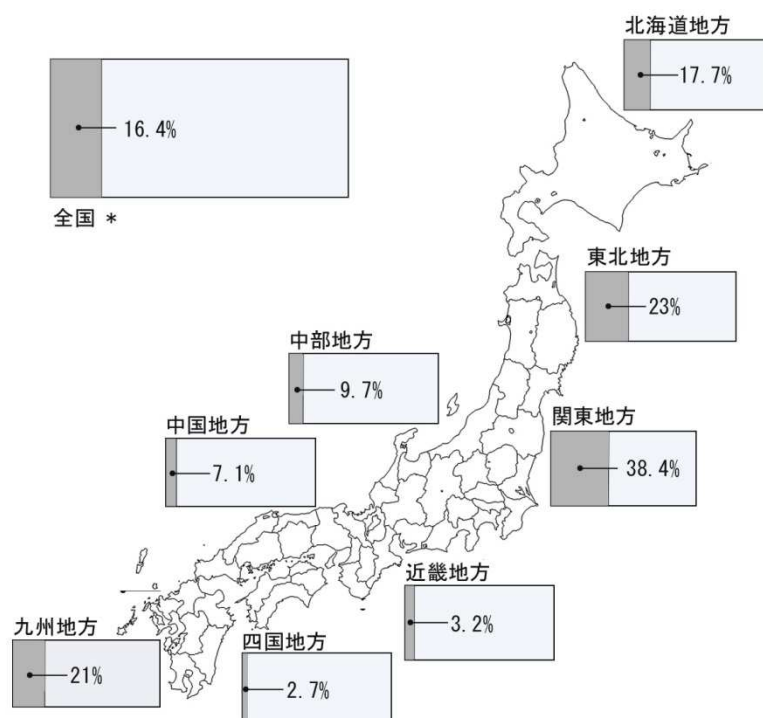 北海道地方
17.7%
16.4%
全国 *
東北地方
23%
中部地方
9.7%
関東地方
38.4%
中国地方
7.1%
近畿地方
3.2%
九州地方
21%
四国地方
2.7%